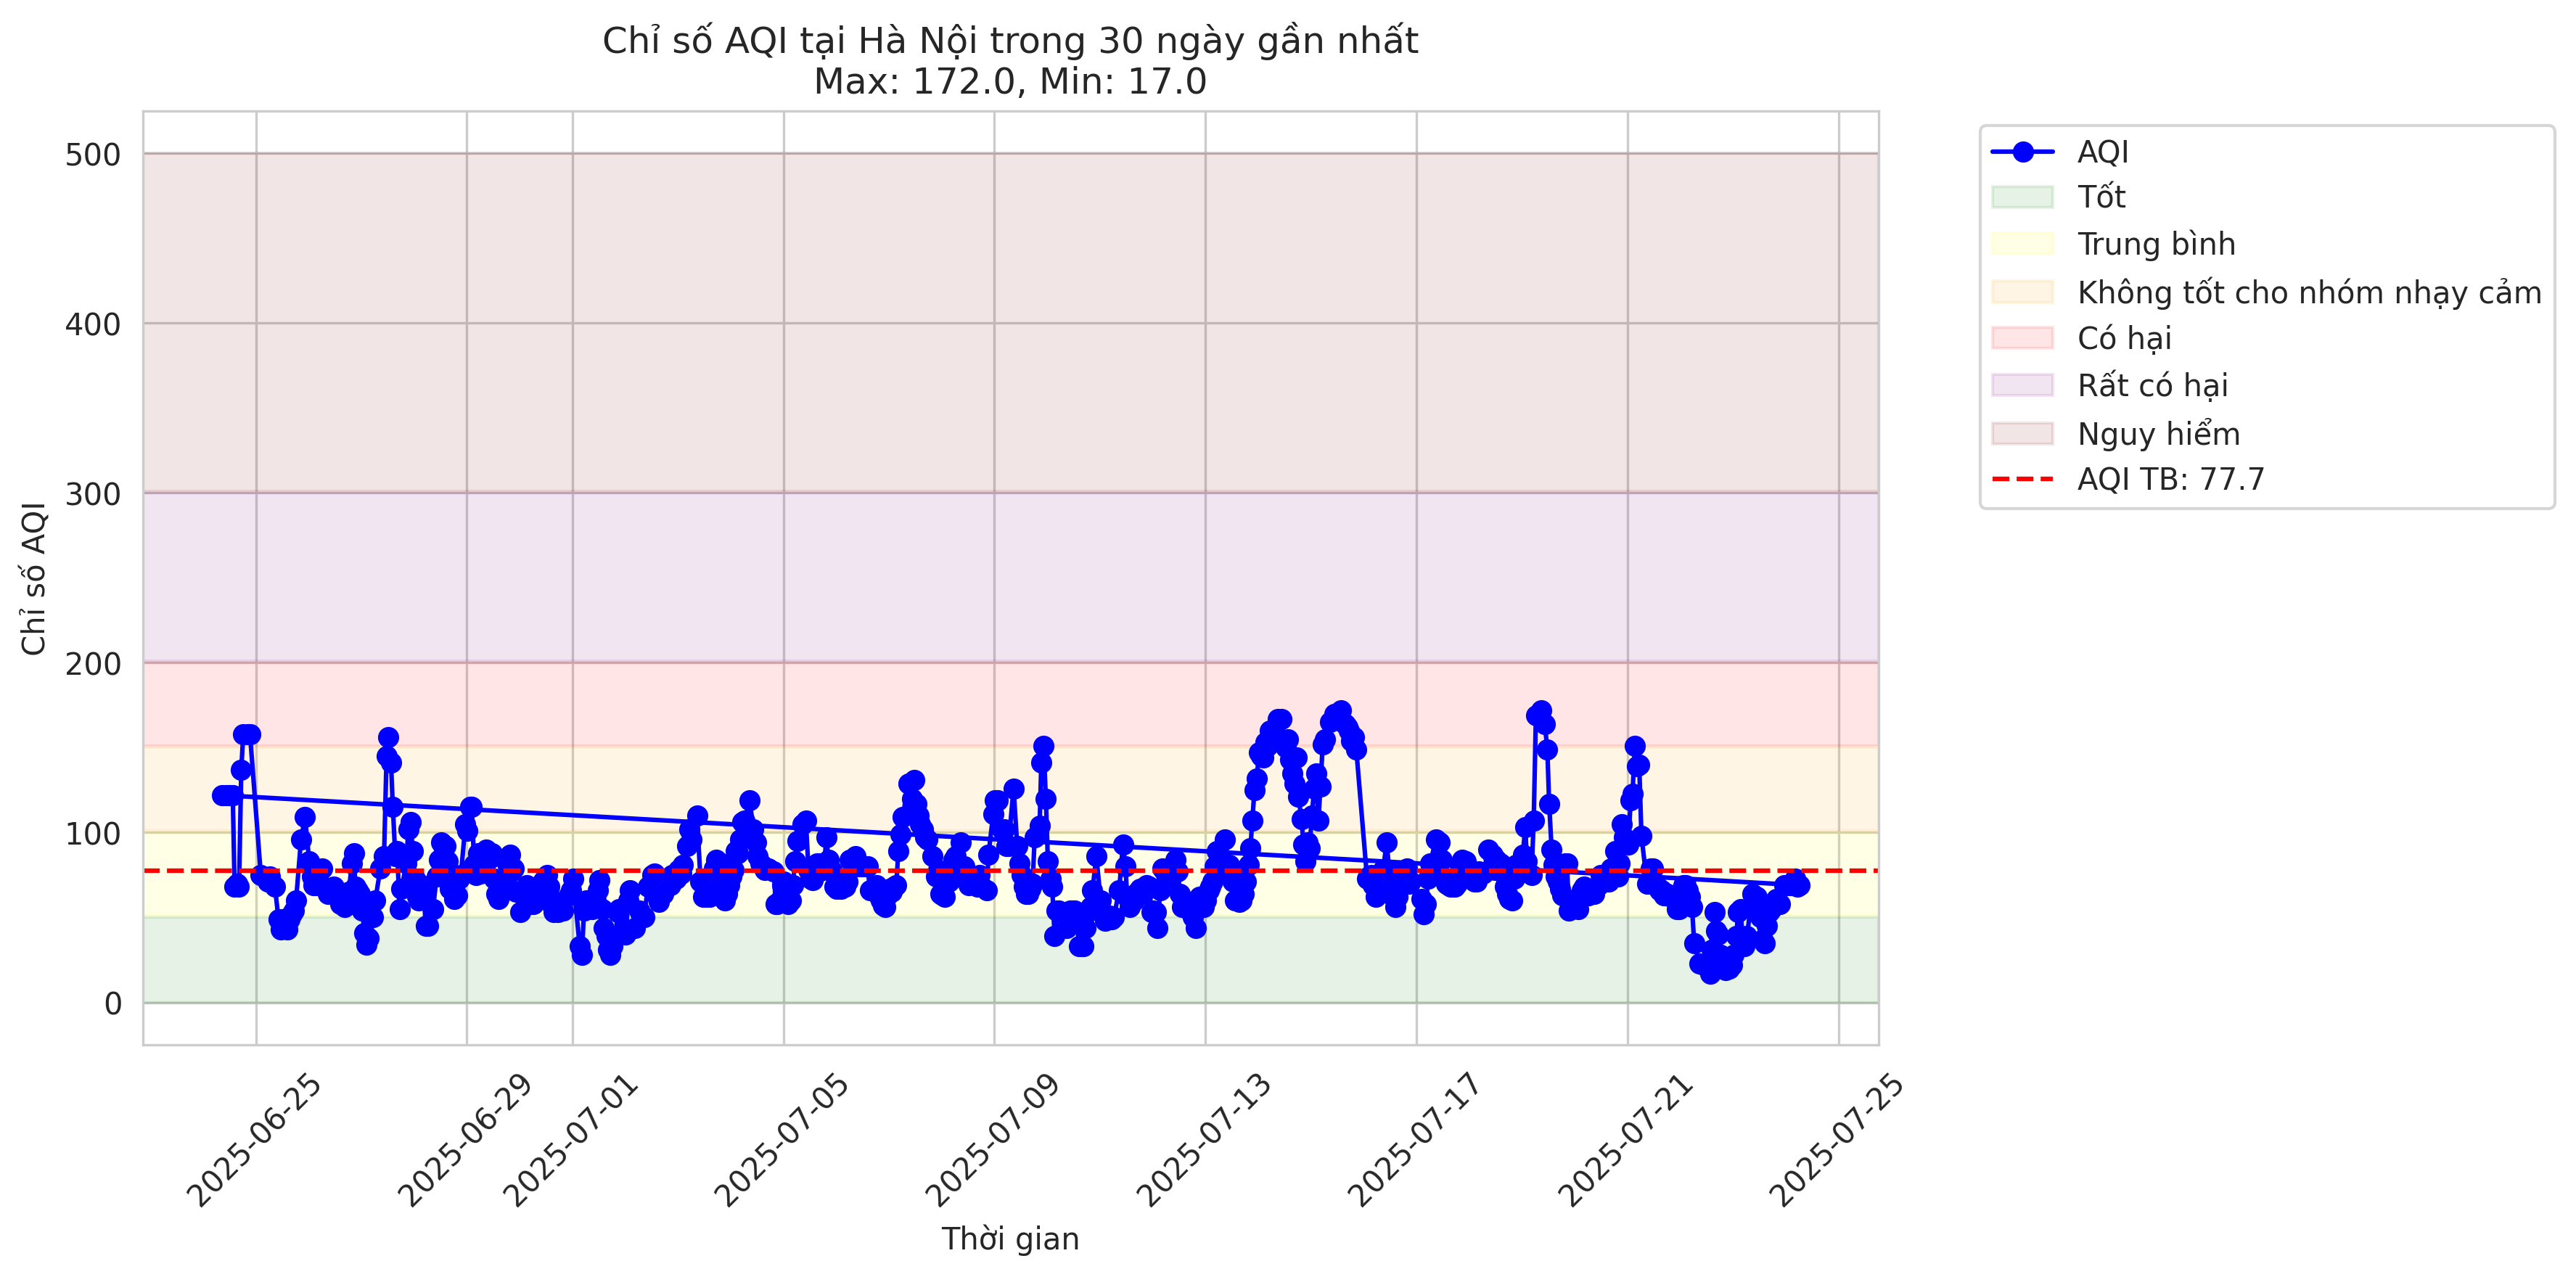 Chỉ số AQI tại Hà Nội trong 30 ngày gần nhất
Max: 172.0, Min: 17.0
Chỉ số AQI
500
400
300
200
100
0
2025-06-25
2025-06-29
2025-07-01
2025-07-05
2025-07-09
2025-07-13
2025-07-17
2025-07-21
2025-07-25
Thời gian
AQI
Tốt
Trung bình
Không tốt cho nhóm nhạy cảm
Có hại
Rất có hại
Nguy hiểm
AQI TB: 77.7